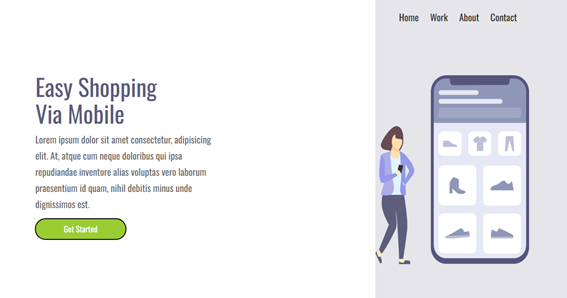 Home Work About Contact
Easy Shopping
Via Mobile
Lorem ipsum dolor sit amet consectetur, adipisicing
elit. At, atque cum neque doloribus qui ipsa
repudiandae inventore alias voluptas vero laborum
praesentium id quam, nihil debitis minus unde
dignissimos est.
Get Started